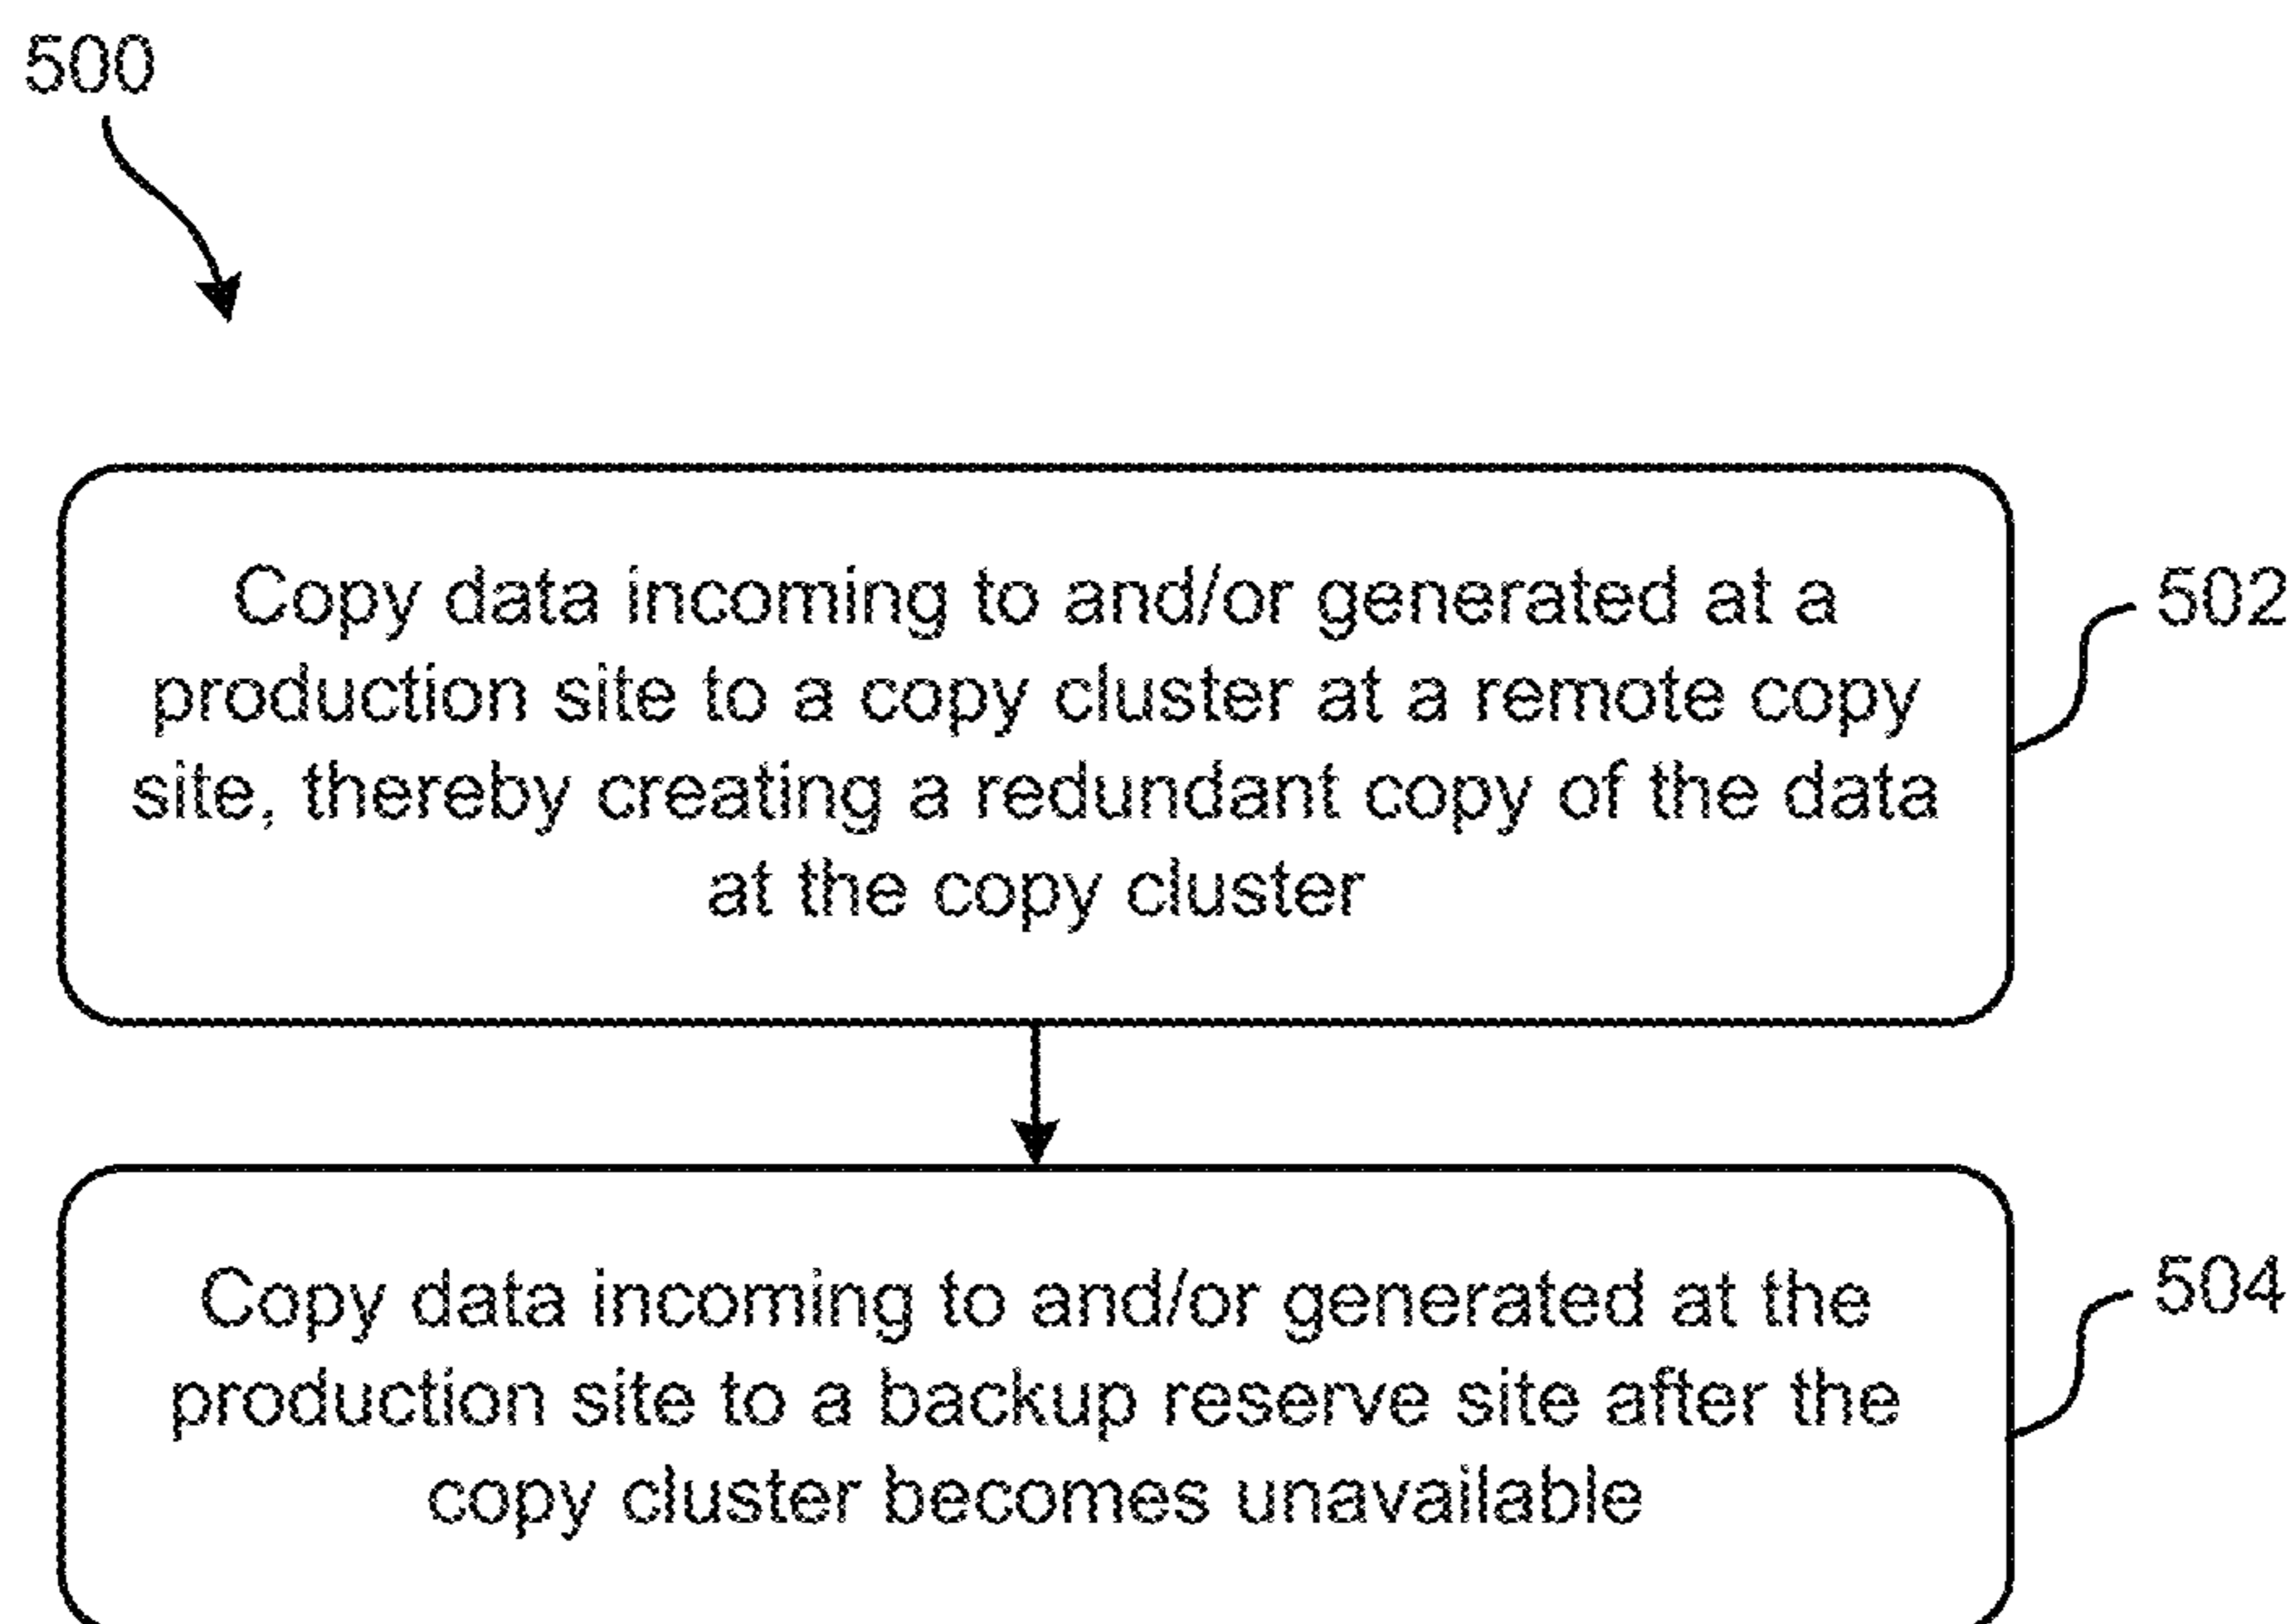 500
Copy data incoming to and/or generated at a
production site to a copy cluster at a remote copy
site, thereby creating a redundant copy of the data
at the copy cluster
502
Copy data incoming to and/or generated at the
production site to a backup reserve site after the
copy cluster becomes unavailable
504